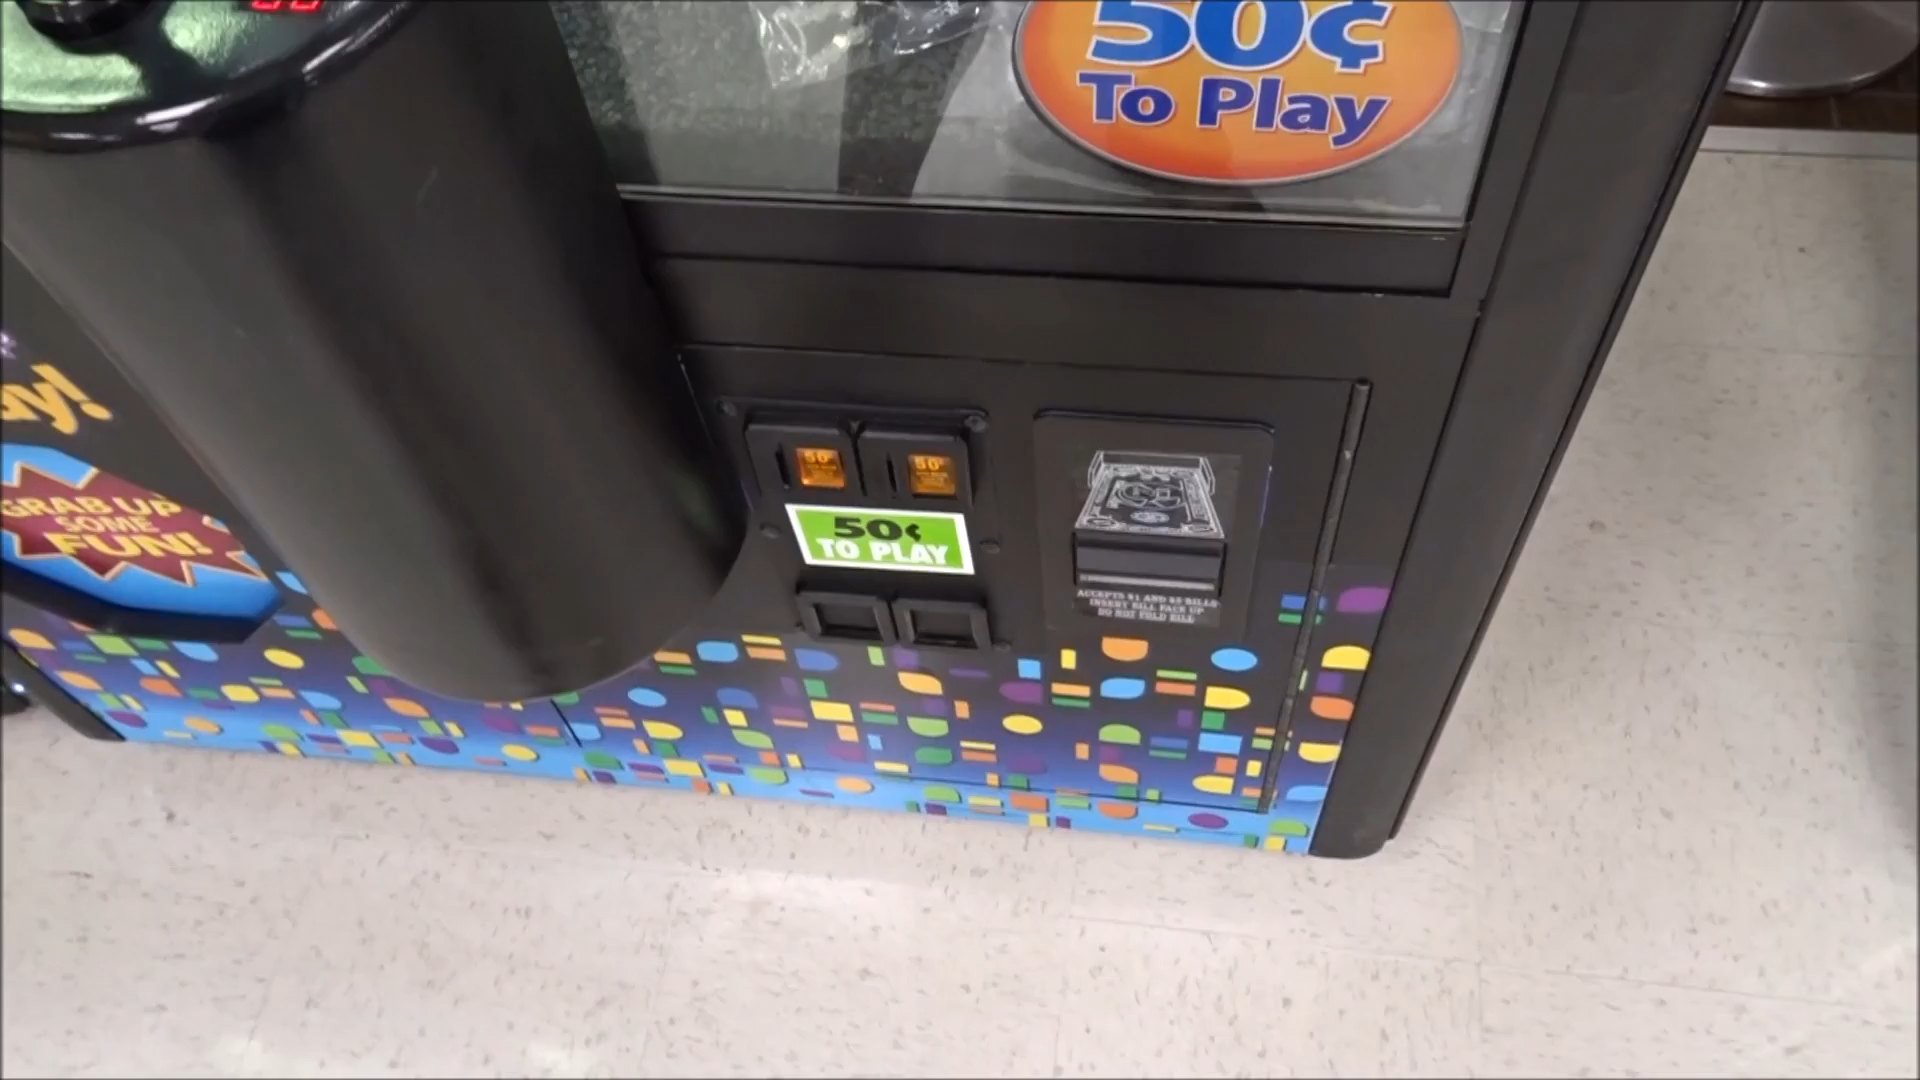 50¢
To Play
ay!
GRAB UP
SOME
FUN!
50¢
50¢
50¢
TO PLAY
ACCEPTS $1 AND $5 BILLS
INSERT BILL FACE UP
DO NOT FOLD BILL